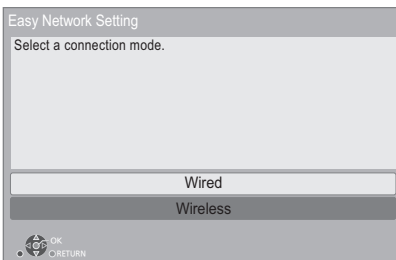 Easy Network Setting
Select a connection mode.
Wired
Wireless
OK
RETURN